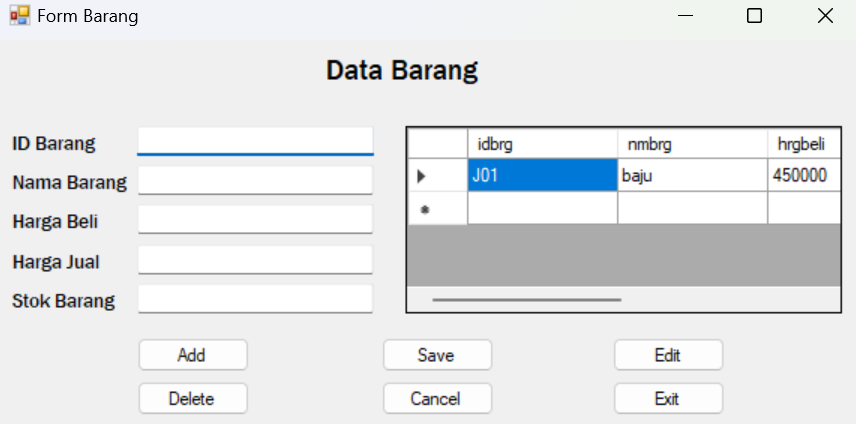 Form Barang
Data Barang
ID Barang
Nama Barang
Harga Beli
Harga Jual
Stok Barang
idbrg nmbrg hrgbeli
J01 baju 450000
Add Save Edit
Delete Cancel Exit